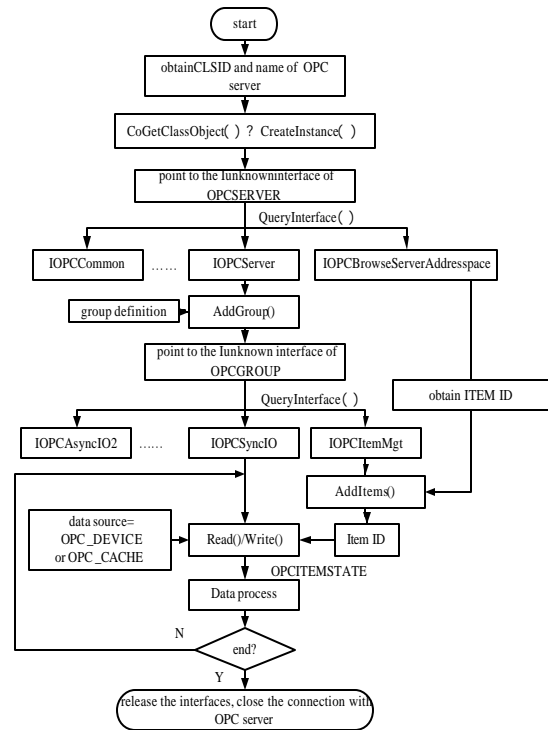 start
obtainCLSID and name of OPC
server
CoGetClassObject( ) ? CreateInstance( )
point to the Iunknowninterface of
OPCSERVER
QueryInterface( )
IOPCCommon
......
IOPCServer
IOPCBrowseServerAddresspace
group definition
AddGroup()
point to the Iunknown interface of
OPCGROUP
obtain ITEM ID
QueryInterface( )
IOPCAsyncIO2
......
IOPCSyncIO
IOPCItemMgt
AddItems()
data source=
OPC_DEVICE
or OPC_CACHE
Read()/Write()
Item ID
OPCITEMSTATE
Data process
N
end?
Y
release the interfaces, close the connection with
OPC server